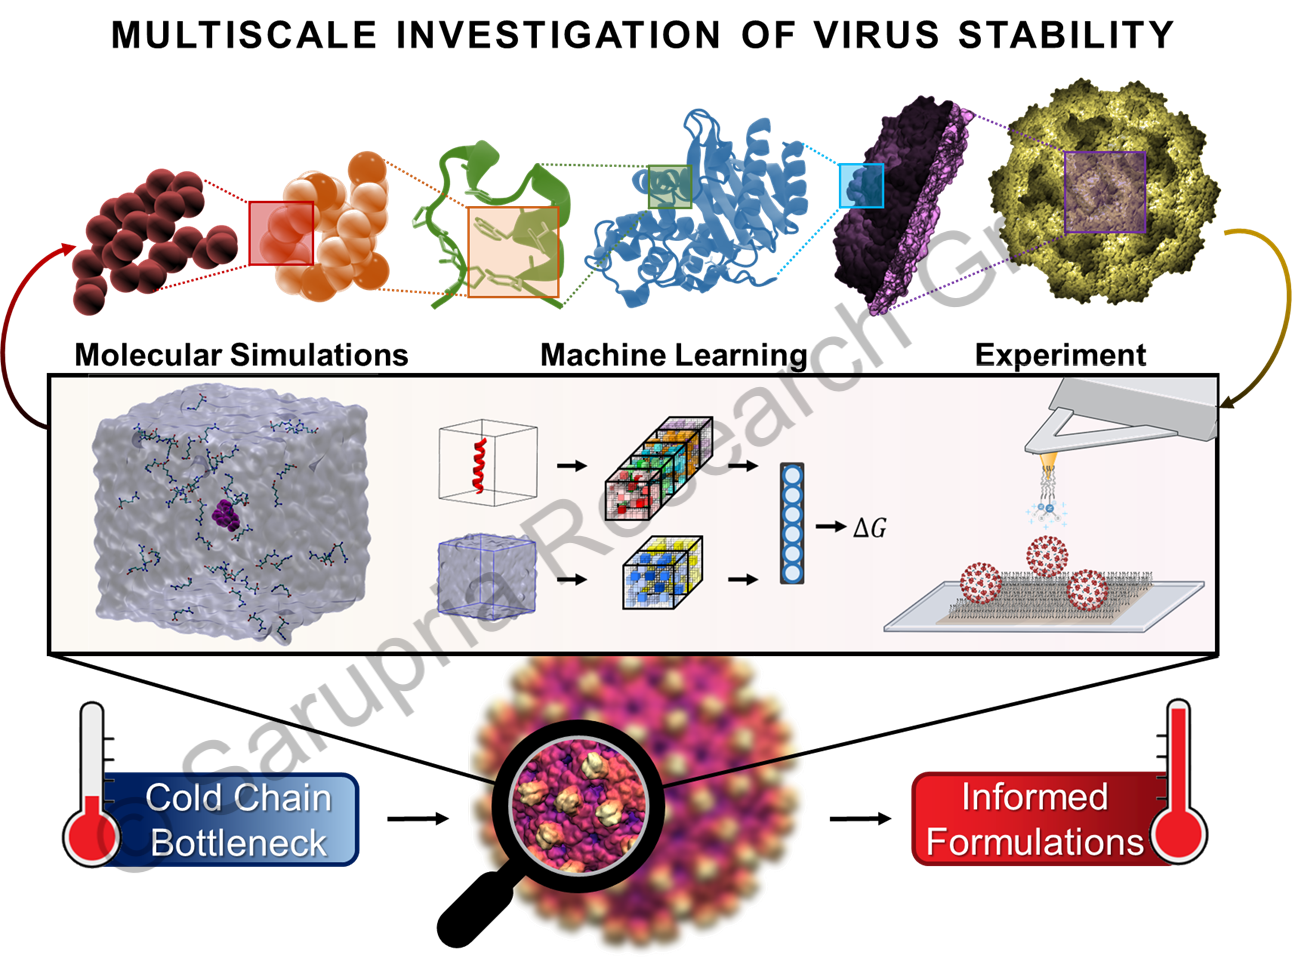 MULTISCALE INVESTIGATION OF VIRUS STABILITY
Molecular Simulations
Machine Learning
Experiment
ΔG
Cold Chain
Bottleneck
Informed
Formulations
© Sarupria Research Gr